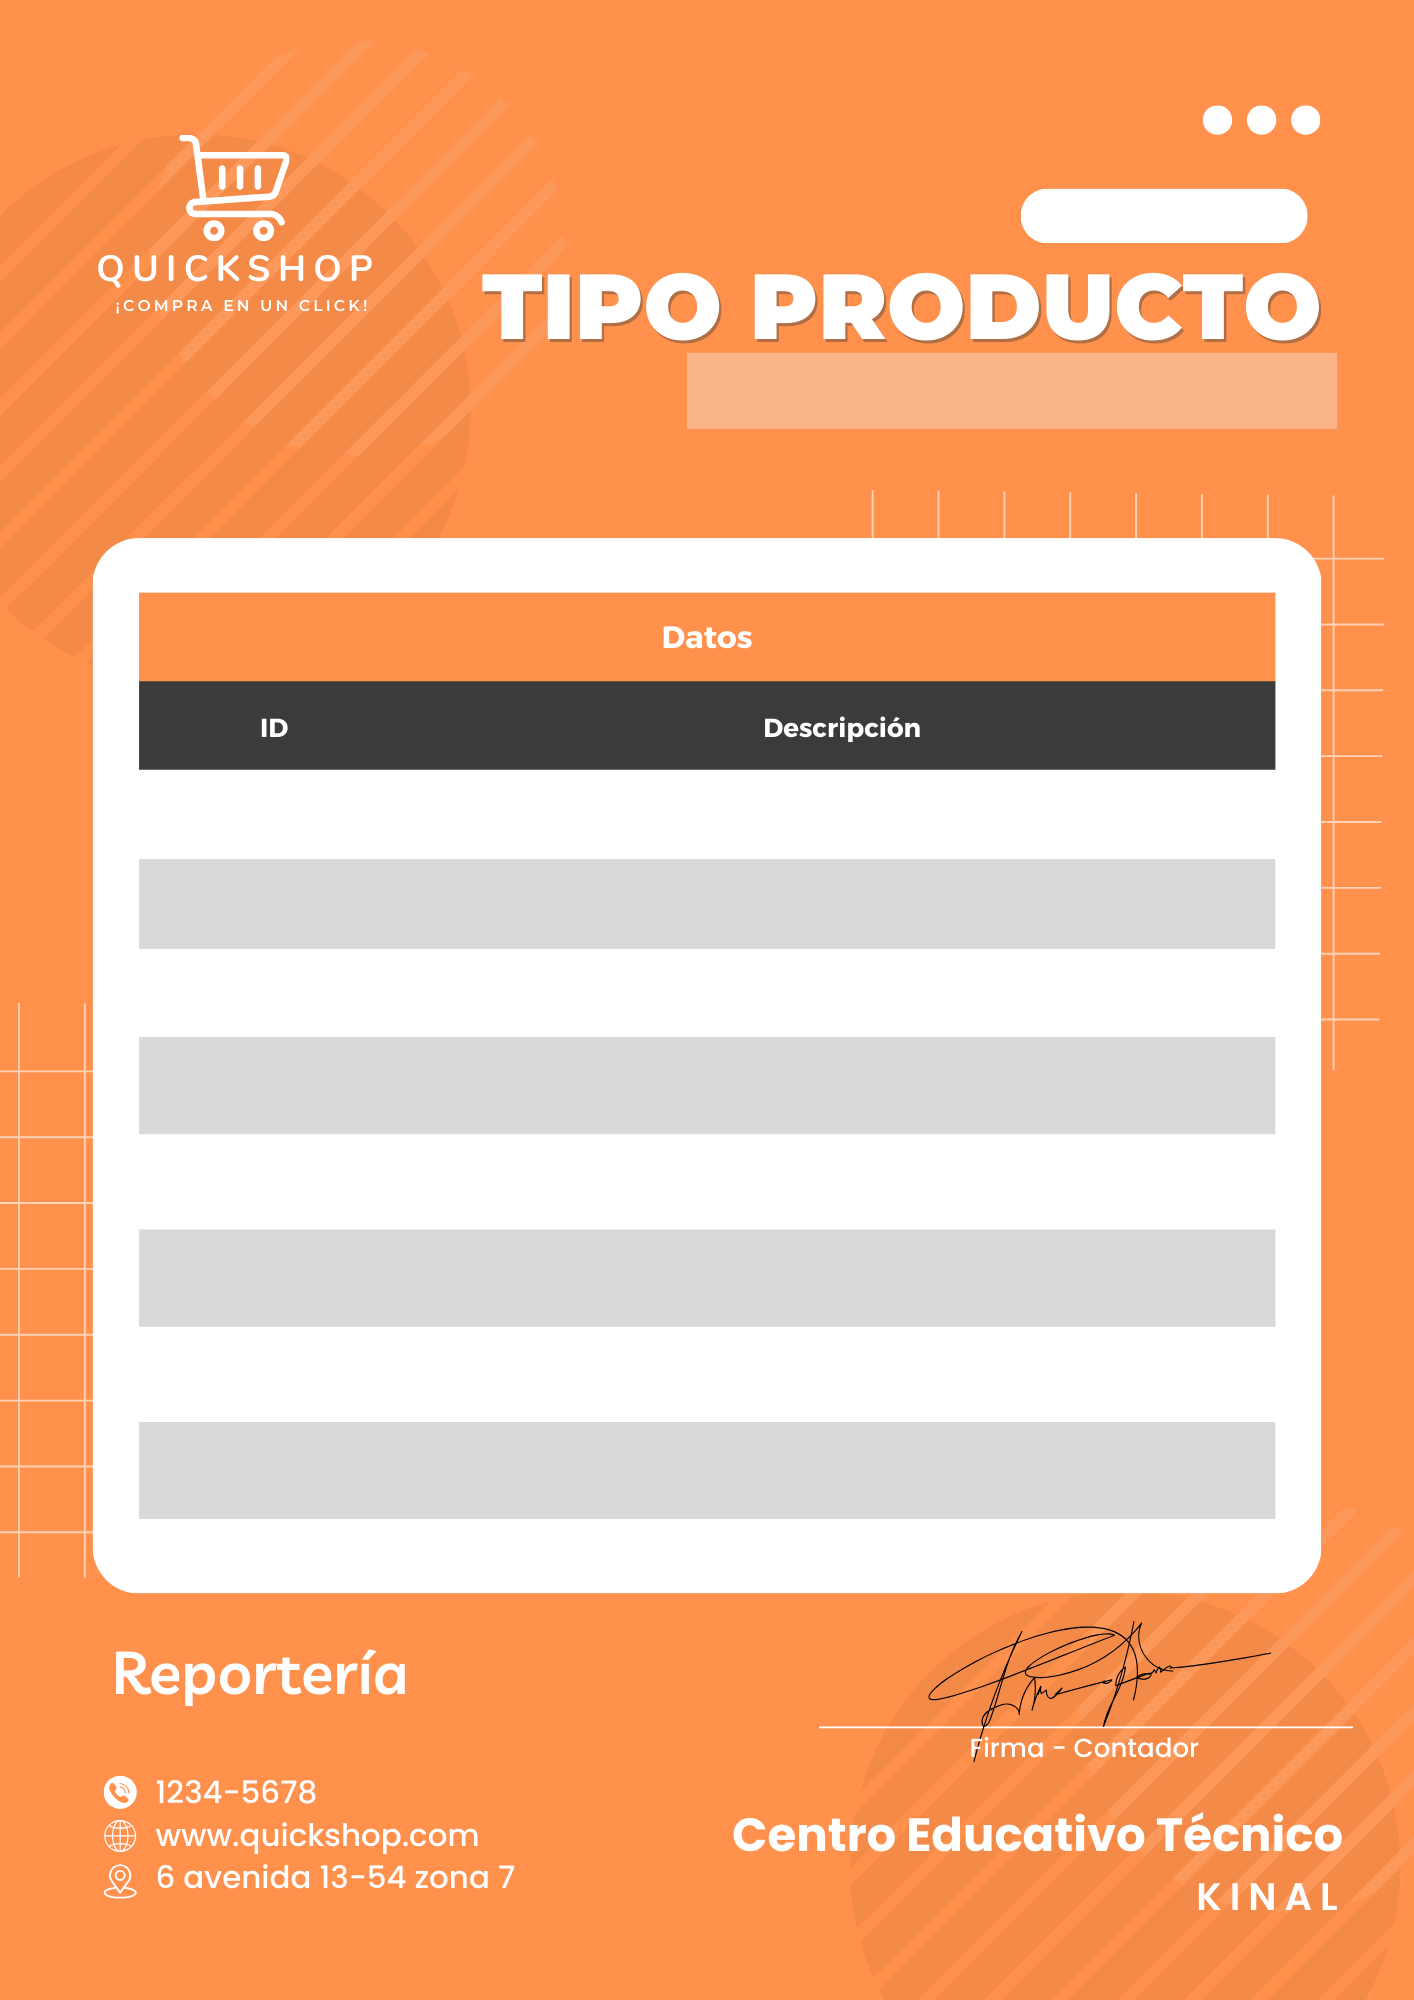 QUICKSHOP
¡COMPRA EN UN CLICK!
TIPO PRODUCTO
Datos
ID Descripción
Reportería
Firma - Contador
1234-5678
www.quickshop.com
6 avenida 13-54 zona 7
Centro Educativo Técnico
KINAL